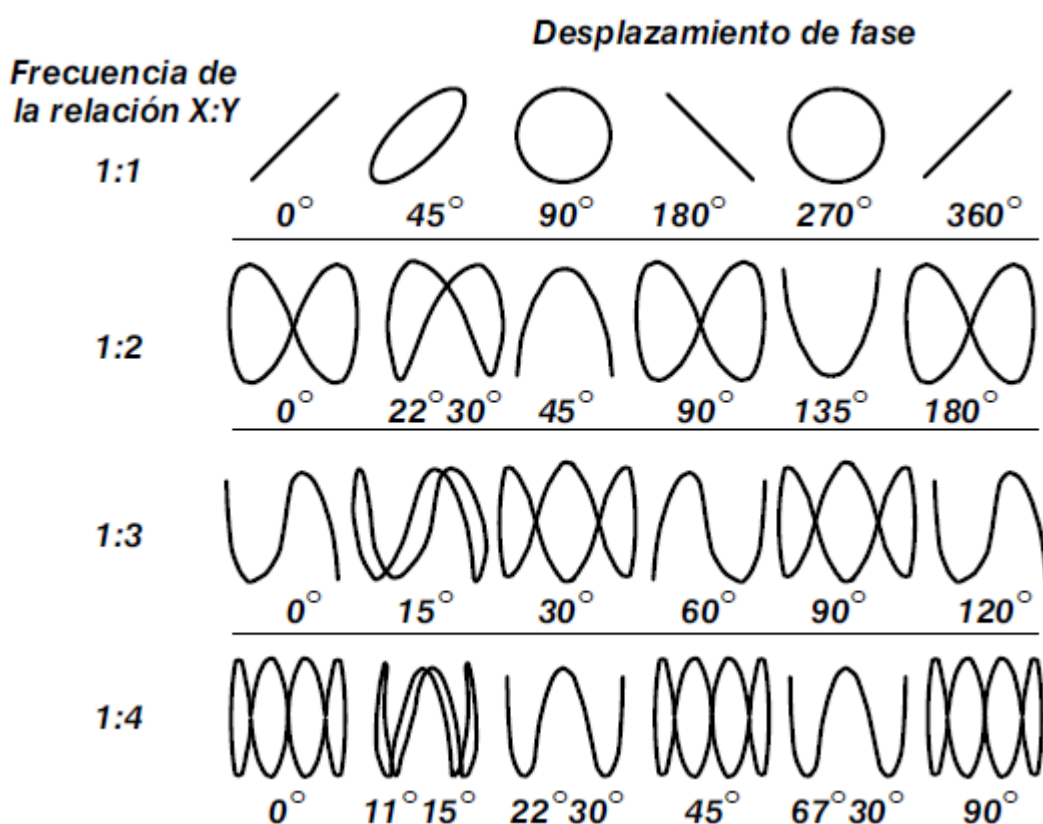 Desplazamiento de fase
Frecuencia de
la relación X:Y
1:1
0° 45° 90° 180° 270° 360°
1:2
0° 22°30° 45° 90° 135° 180°
1:3
0° 15° 30° 60° 90° 120°
1:4
0° 11°15° 22°30° 45° 67°30° 90°